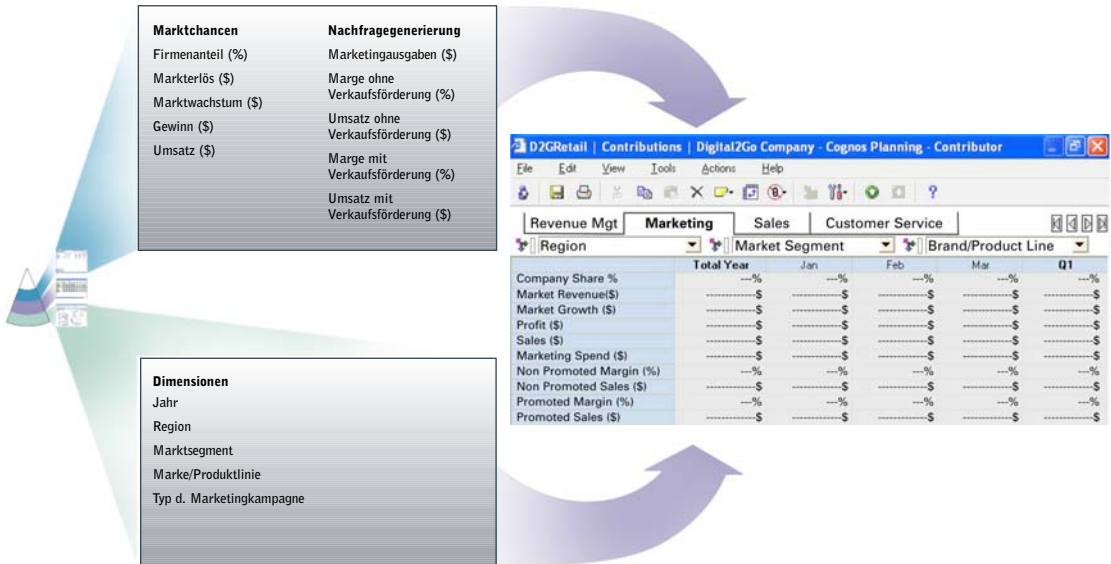 Marktchancen
Firmenanteil (%)
Markterlös ($)
Marktwachstum ($)
Gewinn ($)
Umsatz ($)
Nachfragegenerierung
Marketingausgaben ($)
Marge ohne
Verkaufsförderung (%)
Umsatz ohne
Verkaufsförderung ($)
Marge mit
Verkaufsförderung (%)
Umsatz mit
Verkaufsförderung ($)
Dimensionen
Jahr
Region
Marktsegment
Marke/Produktlinie
Typ d. Marketingkampagne
D2GRetail | Contributions | Digital2Go Company - Cognos Planning - Contributor
File Edit View Tools Actions Help
Revenue Mgt Marketing Sales Customer Service
Region Market Segment Brand/Product Line
Total Year Jan Feb Mar Q1
Company Share % ---% ---% ---% ---% ---%
Market Revenue($) ------------$ ------------$ ------------$ ------------$ ------------$
Market Growth ($) ------------$ ------------$ ------------$ ------------$ ------------$
Profit ($) ------------$ ------------$ ------------$ ------------$ ------------$
Sales ($) ------------$ ------------$ ------------$ ------------$ ------------$
Marketing Spend ($) ------------$ ------------$ ------------$ ------------$ ------------$
Non Promoted Margin (%) ---% ---% ---% ---% ---%
Non Promoted Sales ($) ------------$ ------------$ ------------$ ------------$ ------------$
Promoted Margin (%) ---% ---% ---% ---% ---%
Promoted Sales ($) ------------$ ------------$ ------------$ ------------$ ------------$